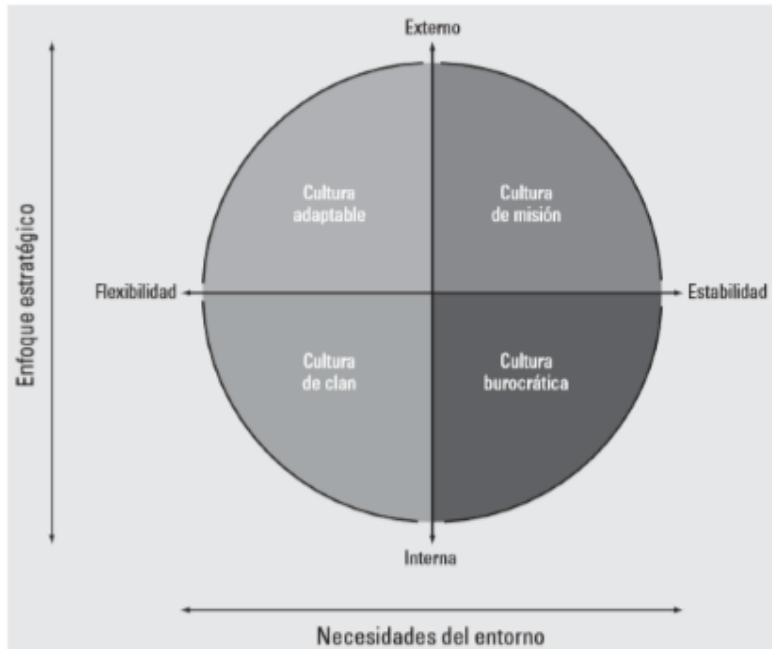 Externo
Cultura
adaptable
Cultura
de misión
Enfoque estratégico
Flexibilidad
Estabilidad
Cultura
de clan
Cultura
burocrática
Interna
Necesidades del entorno